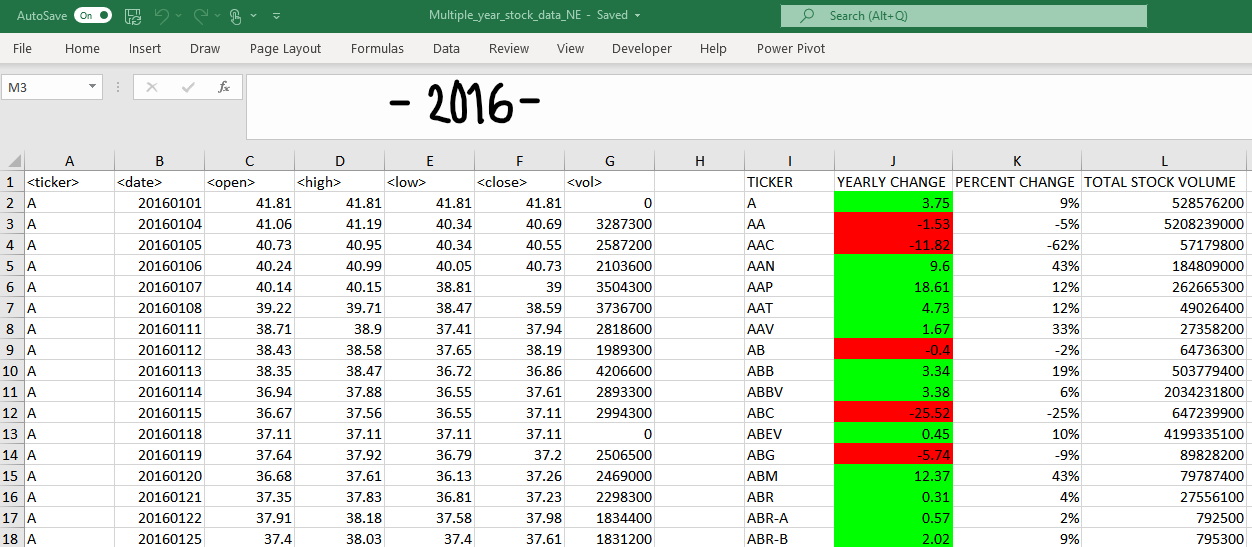 AutoSave On Multiple_year_stock_data_NE - Saved Search (Alt+Q)
File Home Insert Draw Page Layout Formulas Data Review View Developer Help Power Pivot
M3 fx
- 2016 -
A B C D E F G H I J K L
1 <ticker> <date> <open> <high> <low> <close> <vol> TICKER YEARLY CHANGE PERCENT CHANGE TOTAL STOCK VOLUME
2 A 20160101 41.81 41.81 41.81 41.81 0 A 3.75 9% 528576200
3 A 20160104 41.06 41.19 40.34 40.69 3287300 AA -1.53 -5% 5208239000
4 A 20160105 40.73 40.95 40.34 40.55 2587200 AAC -11.82 -62% 57179800
5 A 20160106 40.24 40.99 40.05 40.73 2103600 AAN 9.6 43% 184809000
6 A 20160107 40.14 40.15 38.81 39 3504300 AAP 18.61 12% 262665300
7 A 20160108 39.22 39.71 38.47 38.59 3736700 AAT 4.73 12% 49026400
8 A 20160111 38.71 38.9 37.41 37.94 2818600 AAV 1.67 33% 27358200
9 A 20160112 38.43 38.58 37.65 38.19 1989300 AB -0.4 -2% 64736300
10 A 20160113 38.35 38.47 36.72 36.86 4206600 ABB 3.34 19% 503779400
11 A 20160114 36.94 37.88 36.55 37.61 2893300 ABBV 3.38 6% 2034231800
12 A 20160115 36.67 37.56 36.55 37.11 2994300 ABC -25.52 -25% 647239900
13 A 20160118 37.11 37.11 37.11 37.11 0 ABEV 0.45 10% 4199335100
14 A 20160119 37.64 37.92 36.79 37.2 2506500 ABG -5.74 -9% 89828200
15 A 20160120 36.68 37.61 36.13 37.26 2469000 ABM 12.37 43% 79787400
16 A 20160121 37.35 37.83 36.81 37.23 2298300 ABR 0.31 4% 27556100
17 A 20160122 37.91 38.18 37.58 37.98 1834400 ABR-A 0.57 2% 792500
18 A 20160125 37.4 38.03 37.4 37.61 1831200 ABR-B 2.02 9% 795300